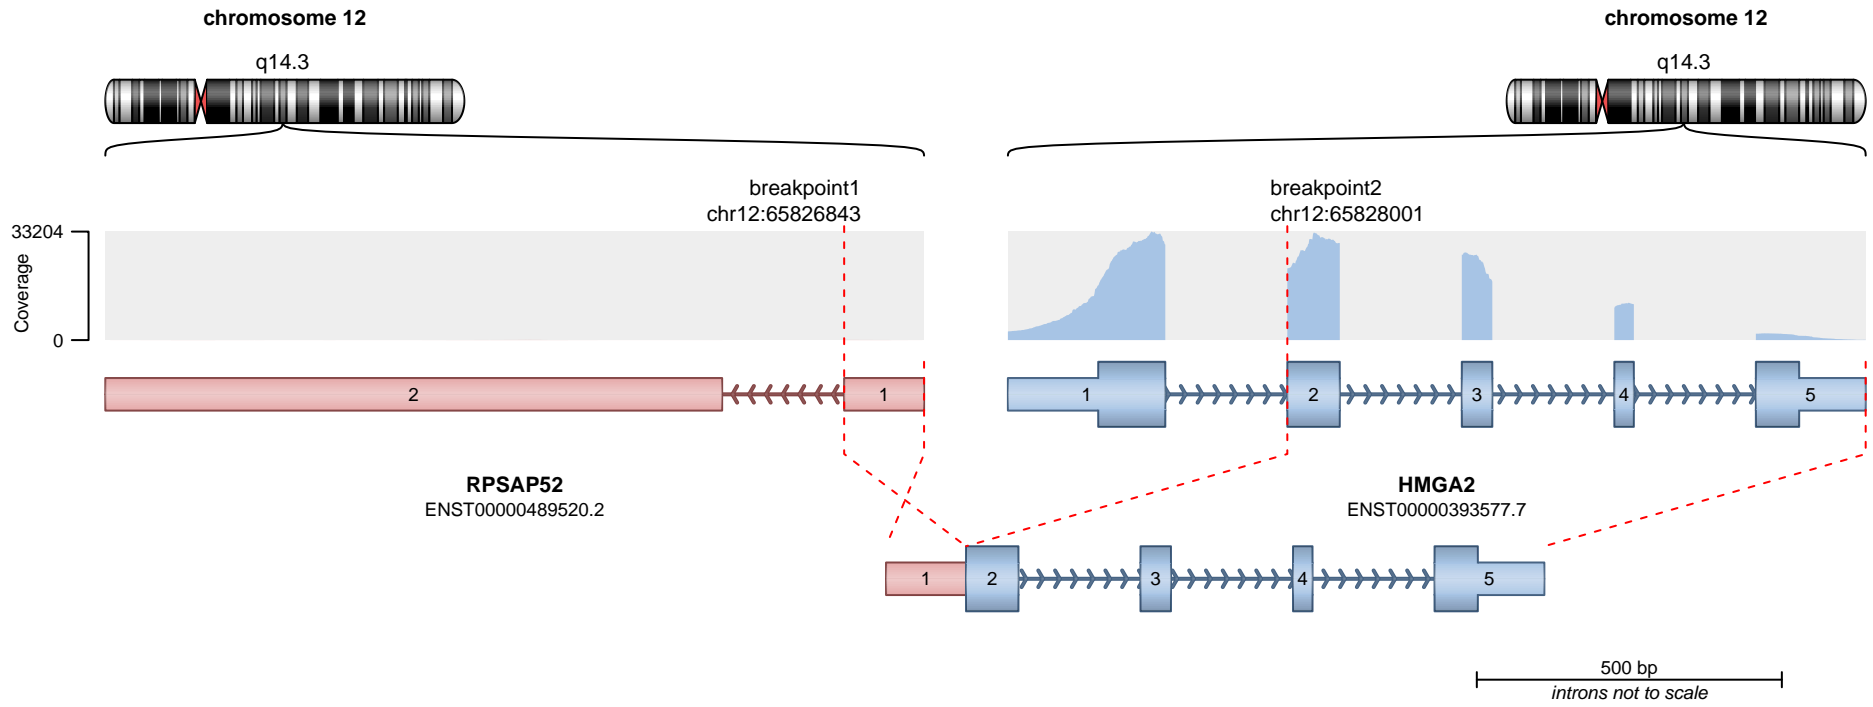 chromosome 12
chromosome 12
q14.3
q14.3
breakpoint1
chr12:65826843
breakpoint2
chr12:65828001
33204
Coverage
0
2
1
1
2
3
4
5
RPSAP52
ENST00000489520.2
HMGA2
ENST00000393577.7
1
2
3
4
5
500 bp
introns not to scale